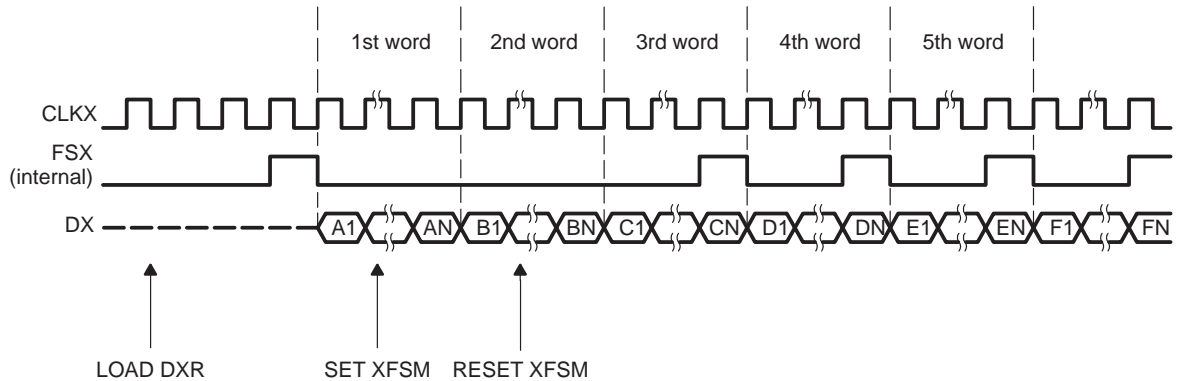 1st word 2nd word 3rd word 4th word 5th word
CLKX
FSX
(internal)
DX A1 AN B1 BN C1 CN D1 DN E1 EN F1 FN
LOAD DXR SET XFSM RESET XFSM